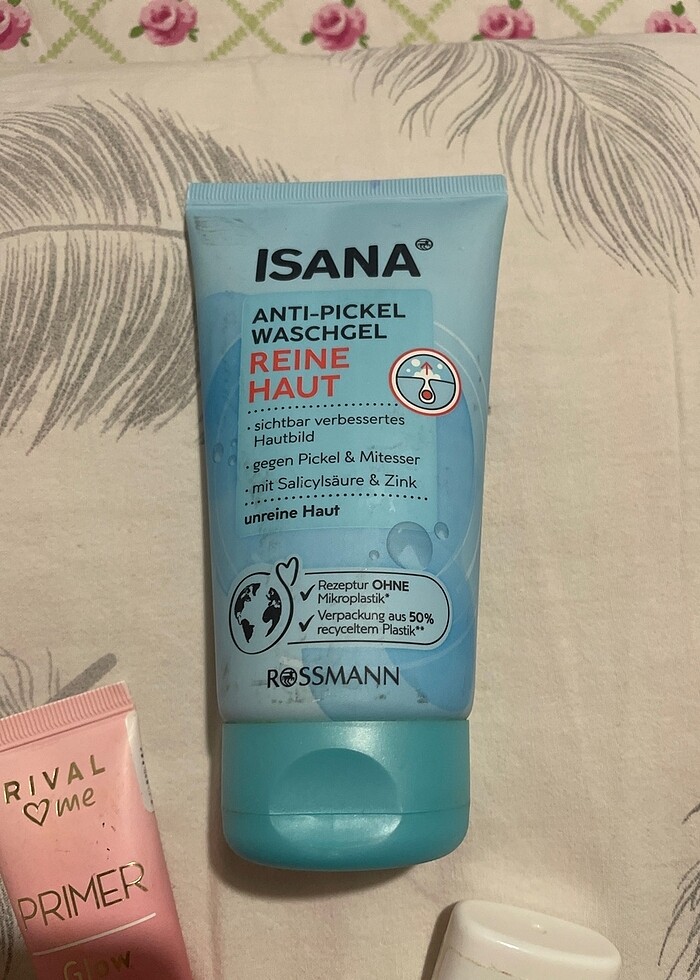 ISANA
ANTI-PICKEL
WASCHGEL
REINE
HAUT
· sichtbar verbessertes
Hautbild
· gegen Pickel & Mitesser
· mit Salicylsäure & Zink
unreine Haut
✓ Rezeptur OHNE
Mikroplastik*
✓ Verpackung aus 50%
recyceltem Plastik**
ROSSMANN
RIVAL
me
PRIMER
Glow